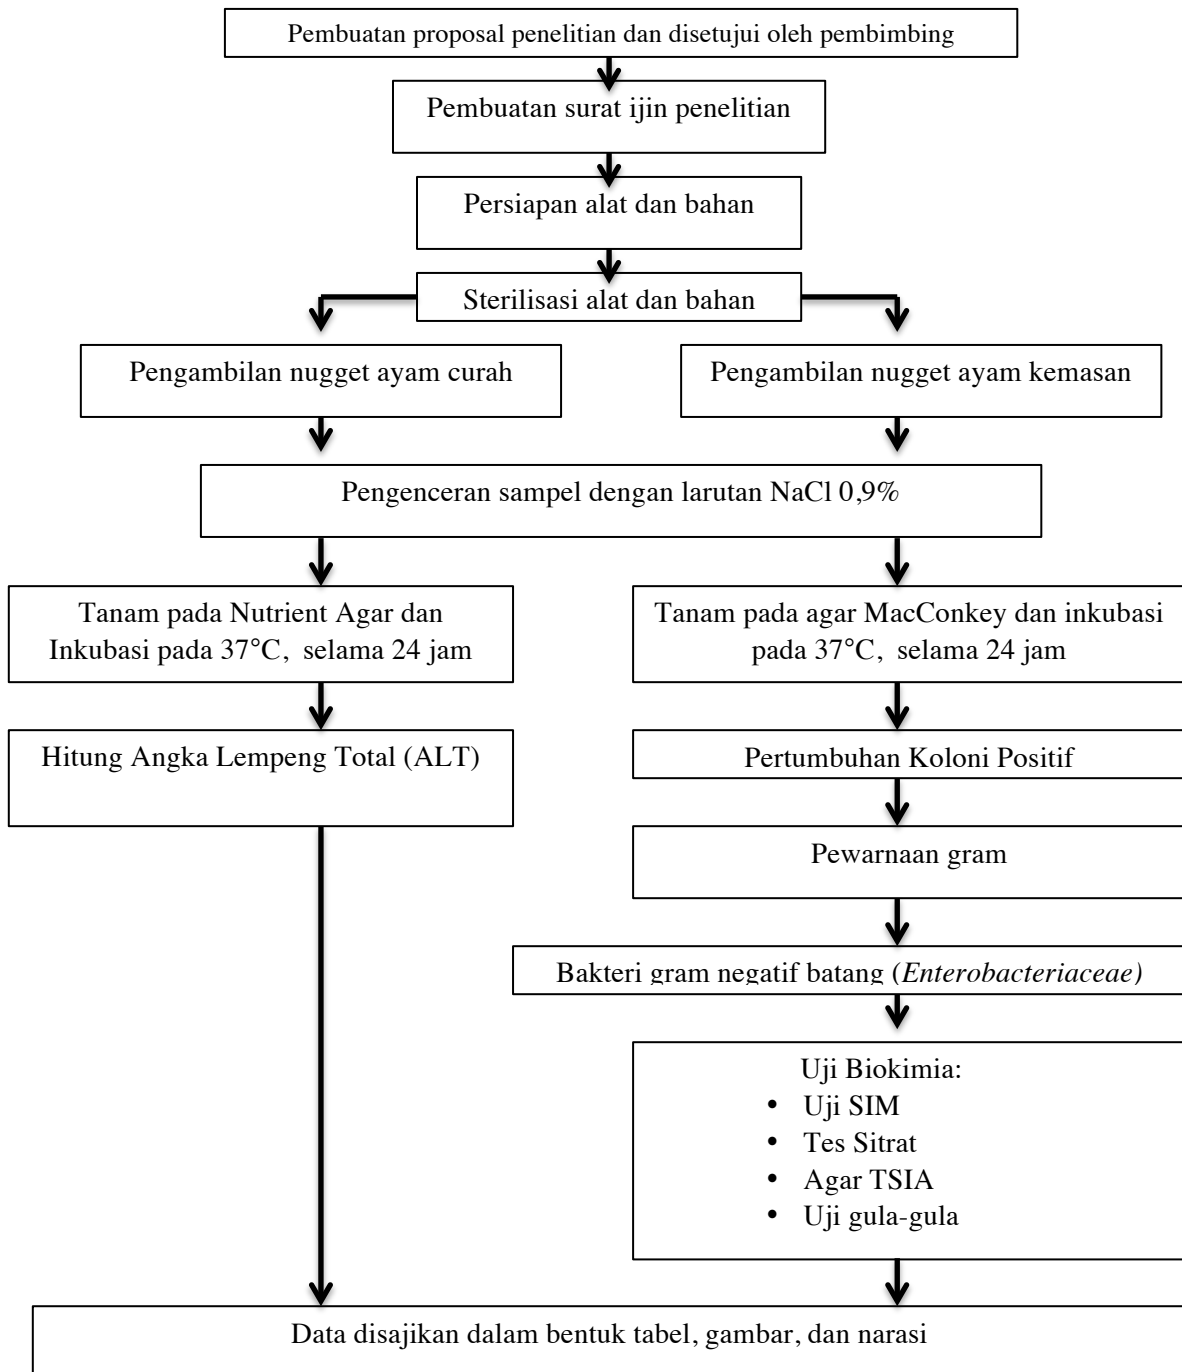 Pembuatan proposal penelitian dan disetujui oleh pembimbing
Pembuatan surat ijin penelitian
Persiapan alat dan bahan
Sterilisasi alat dan bahan
Pengambilan nugget ayam curah
Pengambilan nugget ayam kemasan
Pengenceran sampel dengan larutan NaCl 0,9%
Tanam pada Nutrient Agar dan
Inkubasi pada 37°C, selama 24 jam
Tanam pada agar MacConkey dan inkubasi
pada 37°C, selama 24 jam
Hitung Angka Lempeng Total (ALT)
Pertumbuhan Koloni Positif
Pewarnaan gram
Bakteri gram negatif batang (Enterobacteriaceae)
Uji Biokimia:
• Uji SIM
• Tes Sitrat
• Agar TSIA
• Uji gula-gula
Data disajikan dalam bentuk tabel, gambar, dan narasi